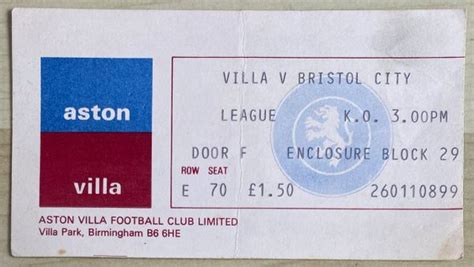 aston
villa
ASTON VILLA FOOTBALL CLUB LIMITED
Villa Park, Birmingham B6 6HE
VILLA V BRISTOL CITY
LEAGUE K.O. 3.00PM
DOOR F ENCLOSURE BLOCK 29
ROW SEAT
E 70 £1.50 260110899